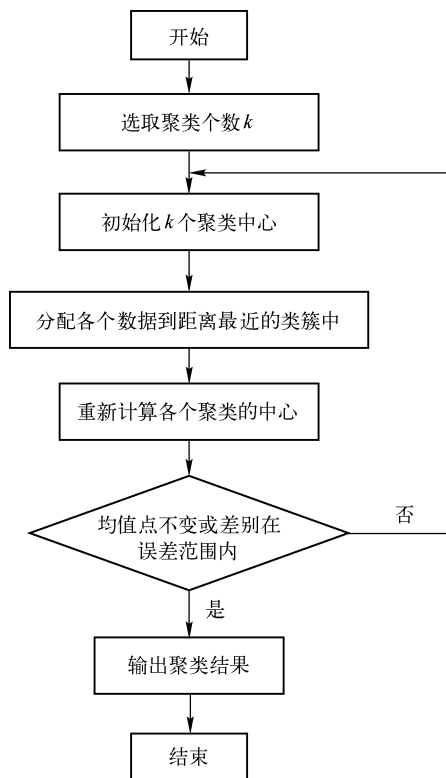 开始
选取聚类个数k
初始化k个聚类中心
分配各个数据到距离最近的类簇中
重新计算各个聚类的中心
均值点不变或差别在
误差范围内
否
是
输出聚类结果
结束